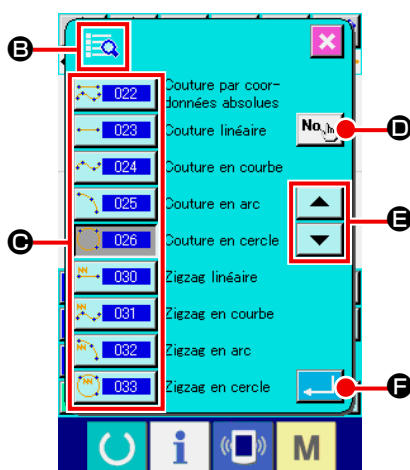 B
022 Couture par coor-
données absolues
023 Couture linéaire
No.
D
024 Couture en courbe
025 Couture en arc
E
C
026 Couture en cercle
030 Zigzag linéaire
031 Zigzag en courbe
032 Zigzag en arc
033 Zigzag en cercle
F
i
M